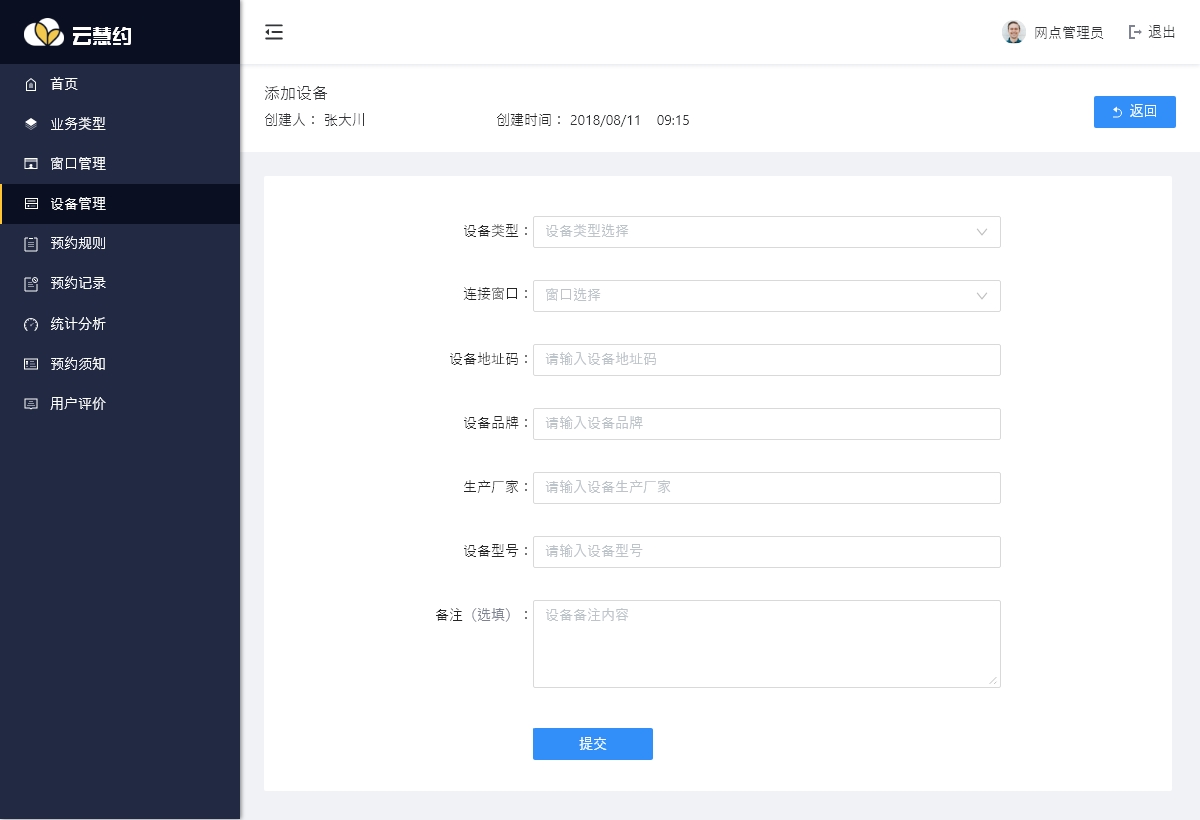 云慧约
首页
业务类型
窗口管理
设备管理
预约规则
预约记录
统计分析
预约须知
用户评价
网点管理员 退出
添加设备
创建人： 张大川 创建时间： 2018/08/11 09:15
返回
设备类型： 设备类型选择
连接窗口： 窗口选择
设备地址码： 请输入设备地址码
设备品牌： 请输入设备品牌
生产厂家： 请输入设备生产厂家
设备型号： 请输入设备型号
备注（选填）： 设备备注内容
提交